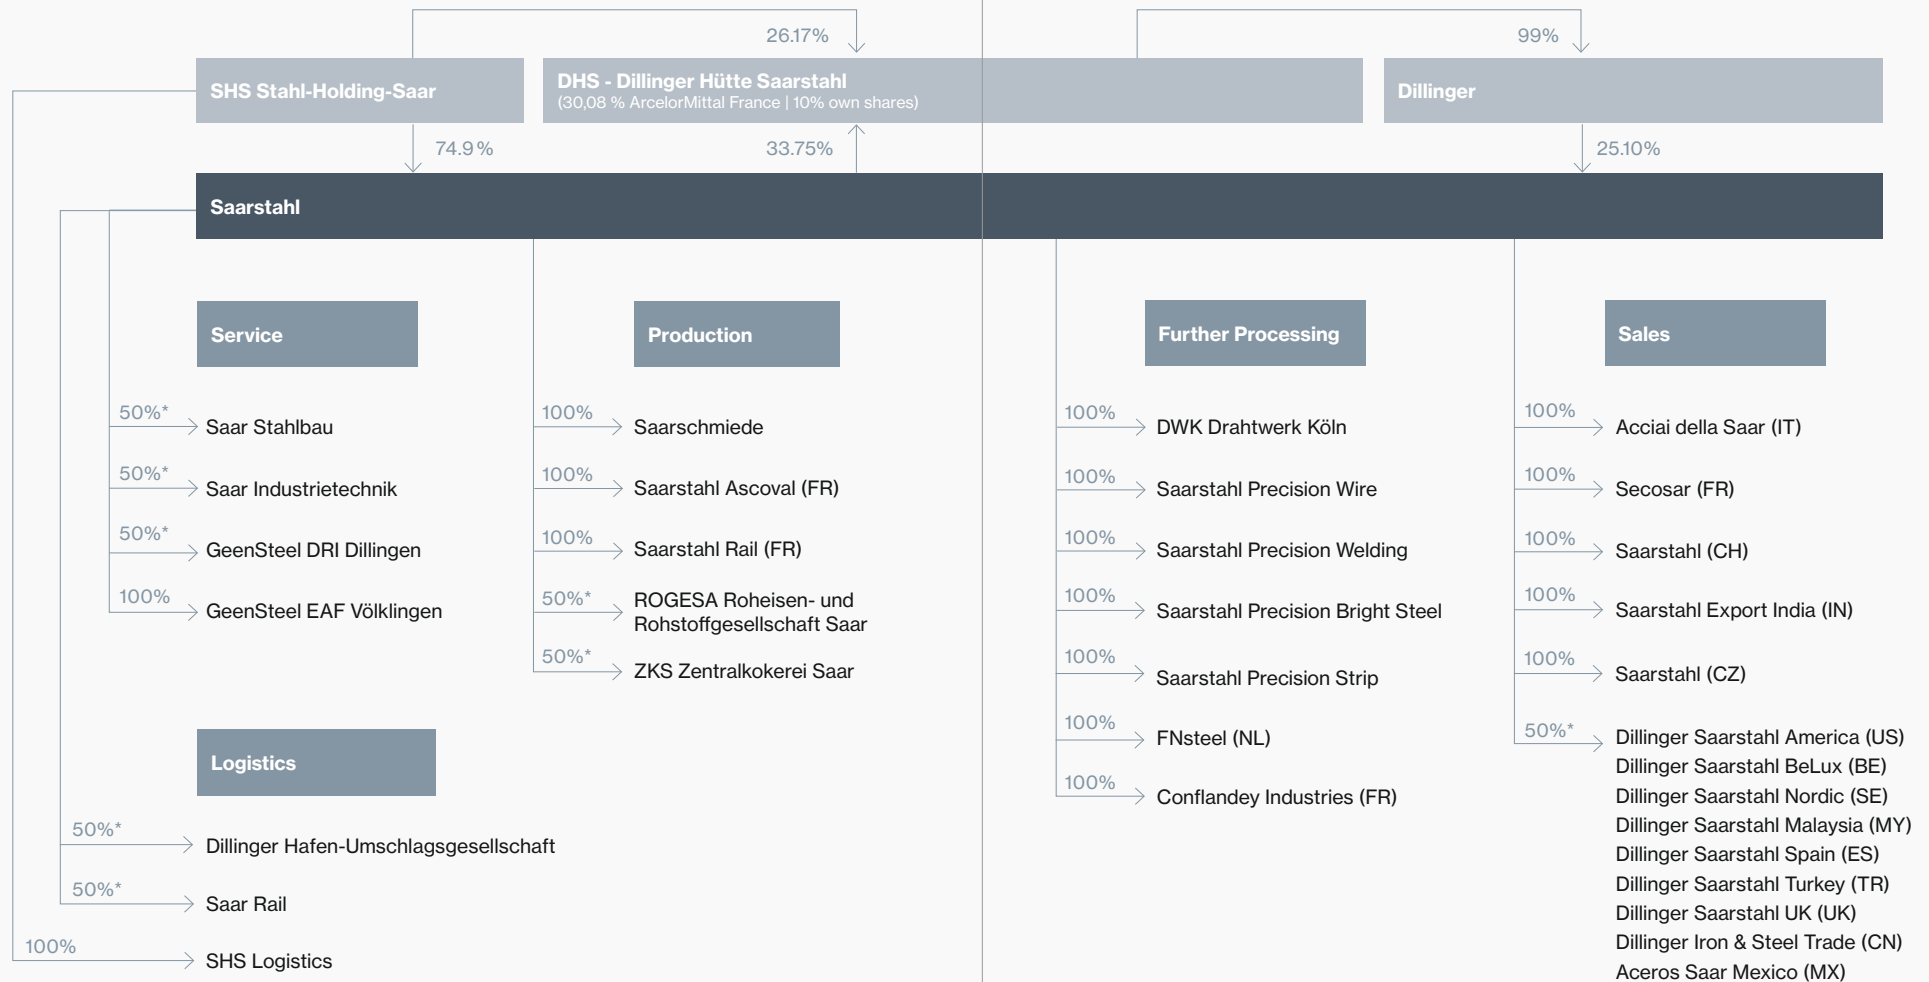 26.17%
99%
SHS Stahl-Holding-Saar
DHS - Dillinger Hütte Saarstahl
(30,08 % ArcelorMittal France | 10% own shares)
Dillinger
74.9 %
33.75%
25.10%
Saarstahl
Service
50%*
Saar Stahlbau
50%*
Saar Industrietechnik
50%*
GeenSteel DRI Dillingen
100%
GeenSteel EAF Völklingen
Production
100%
Saarschmiede
100%
Saarstahl Ascoval (FR)
100%
Saarstahl Rail (FR)
50%*
ROGESA Roheisen- und
Rohstoffgesellschaft Saar
50%*
ZKS Zentralkokerei Saar
Logistics
50%*
Dillinger Hafen-Umschlagsgesellschaft
50%*
Saar Rail
100%
SHS Logistics
Further Processing
100%
DWK Drahtwerk Köln
100%
Saarstahl Precision Wire
100%
Saarstahl Precision Welding
100%
Saarstahl Precision Bright Steel
100%
Saarstahl Precision Strip
100%
FNsteel (NL)
100%
Conflandey Industries (FR)
Sales
100%
Acciai della Saar (IT)
100%
Secosar (FR)
100%
Saarstahl (CH)
100%
Saarstahl Export India (IN)
100%
Saarstahl (CZ)
50%*
Dillinger Saarstahl America (US)
Dillinger Saarstahl BeLux (BE)
Dillinger Saarstahl Nordic (SE)
Dillinger Saarstahl Malaysia (MY)
Dillinger Saarstahl Spain (ES)
Dillinger Saarstahl Turkey (TR)
Dillinger Saarstahl UK (UK)
Dillinger Iron & Steel Trade (CN)
Aceros Saar Mexico (MX)